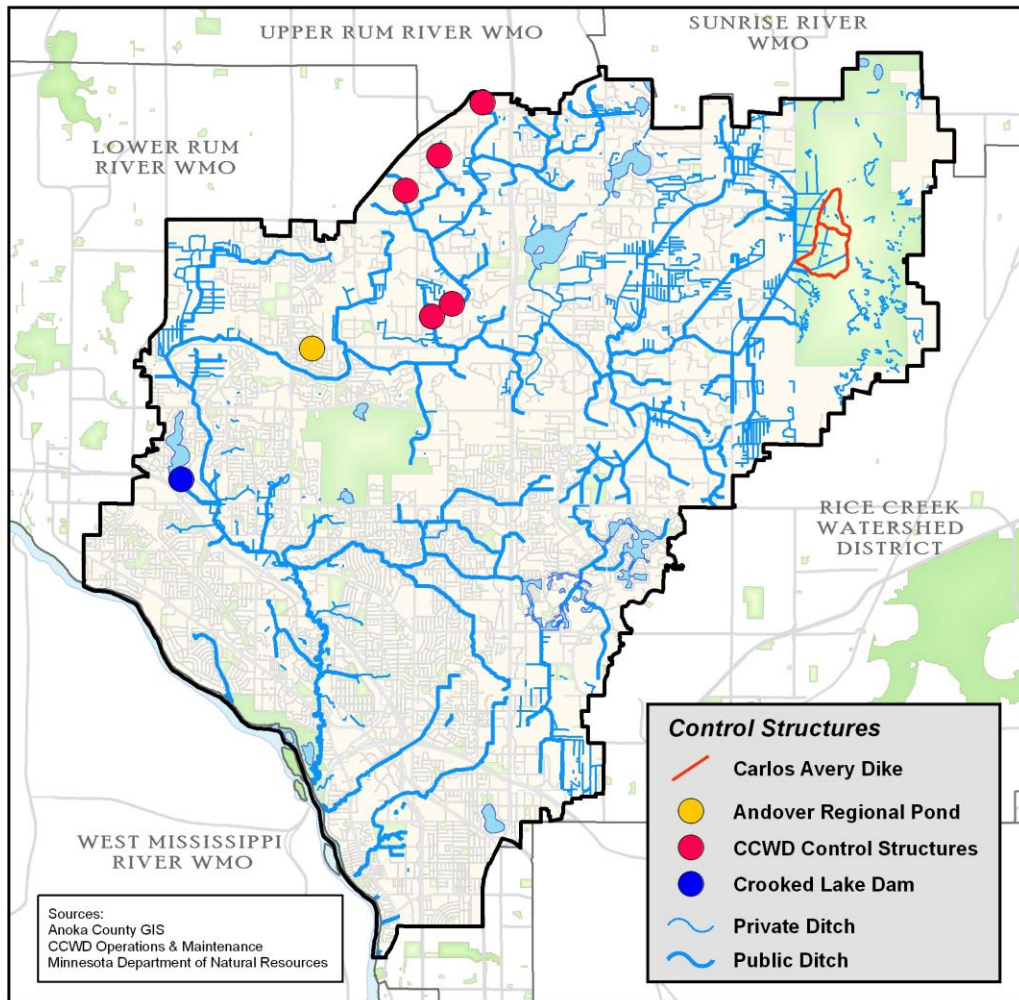 UPPER RUM RIVER WMO
SUNRISE RIVER
WMO
LOWER RUM
RIVER WMO
RICE CREEK
WATERSHED
DISTRICT
WEST MISSISSIPPI
RIVER WMO
Control Structures
Carlos Avery Dike
Andover Regional Pond
CCWD Control Structures
Crooked Lake Dam
Private Ditch
Public Ditch
Sources:
Anoka County GIS
CCWD Operations & Maintenance
Minnesota Department of Natural Resources